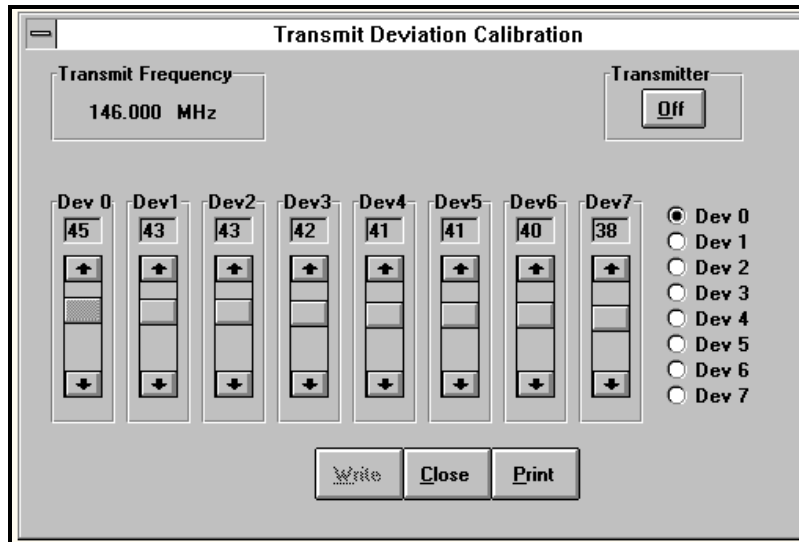 Transmit Deviation Calibration
Transmit Frequency
146.000 MHz
Transmitter
Off
Dev 0 Dev1 Dev2 Dev3 Dev4 Dev5 Dev6 Dev7
45 43 43 42 41 41 40 38
Dev 0
Dev 1
Dev 2
Dev 3
Dev 4
Dev 5
Dev 6
Dev 7
Write Close Print